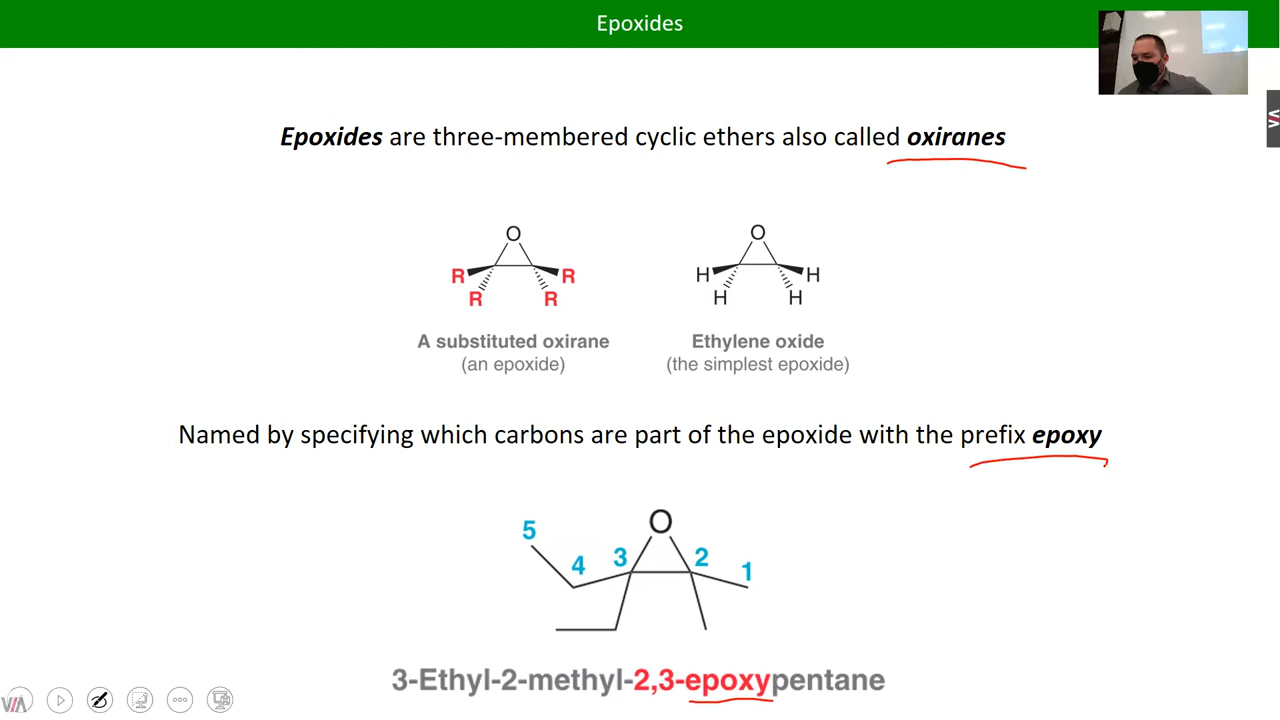 Epoxides
Epoxides are three-membered cyclic ethers also called oxiranes
O
O
R
R
H
H
R
R
H
H
A substituted oxirane
Ethylene oxide
(an epoxide)
(the simplest epoxide)
Named by specifying which carbons are part of the epoxide with the prefix epoxy
O
5
4
3
2
1
3-Ethyl-2-methyl-2,3-epoxypentane